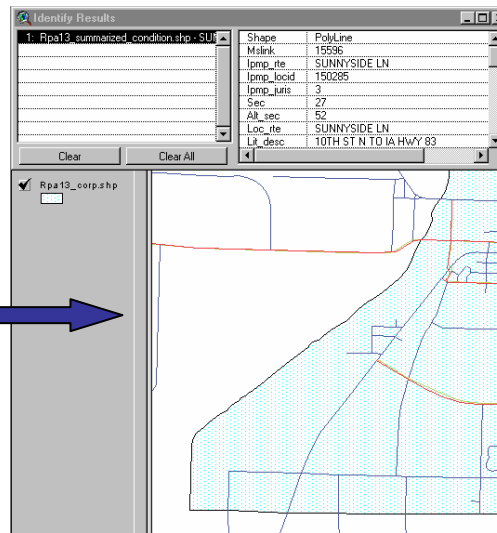 Identify Results
1: Rpa13_summarized_condition.shp - SUN
Shape PolyLine
Mslink 15596
Ipmp_rte SUNNYSIDE LN
Ipmp_locid 150285
Ipmp_juris 3
Sec 27
Alt_sec 52
Loc_rte SUNNYSIDE LN
Lit_desc 10TH ST N TO IA HWY 83
Clear Clear All
Rpa13_corp.shp